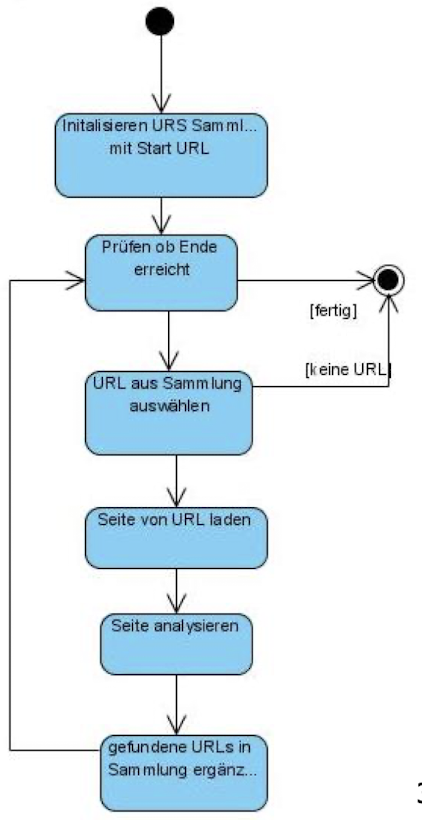 Initalisieren URS Samml...
mit Start URL
Prüfen ob Ende
erreicht
[fertig]
[keine URL]
URL aus Sammlung
auswählen
Seite von URL laden
Seite analysieren
gefundene URLs in
Sammlung ergänz...